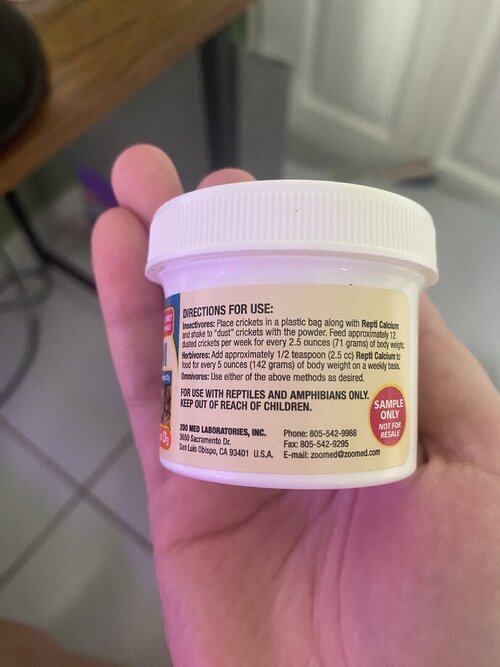 DIRECTIONS FOR USE:
Insectivores: Place crickets in a plastic bag along with Repti Calcium
and shake to "dust" crickets with the powder. Feed approximately 12
dusted crickets per week for every 2.5 ounces (71 grams) of body weight.
Herbivores: Add approximately 1/2 teaspoon (2.5 cc) Repti Calcium to
food for every 5 ounces (142 grams) of body weight on a weekly basis.
Omnivores: Use either of the above methods as desired.
FOR USE WITH REPTILES AND AMPHIBIANS ONLY.
KEEP OUT OF REACH OF CHILDREN.
SAMPLE
ONLY
NOT FOR
RESALE
ZOO MED LABORATORIES, INC.
3650 Sacramento Dr.
San Luis Obispo, CA 93401 U.S.A.
Phone: 805-542-9988
Fax: 805-542-9295
E-mail: zoomed@zoomed.com
D3